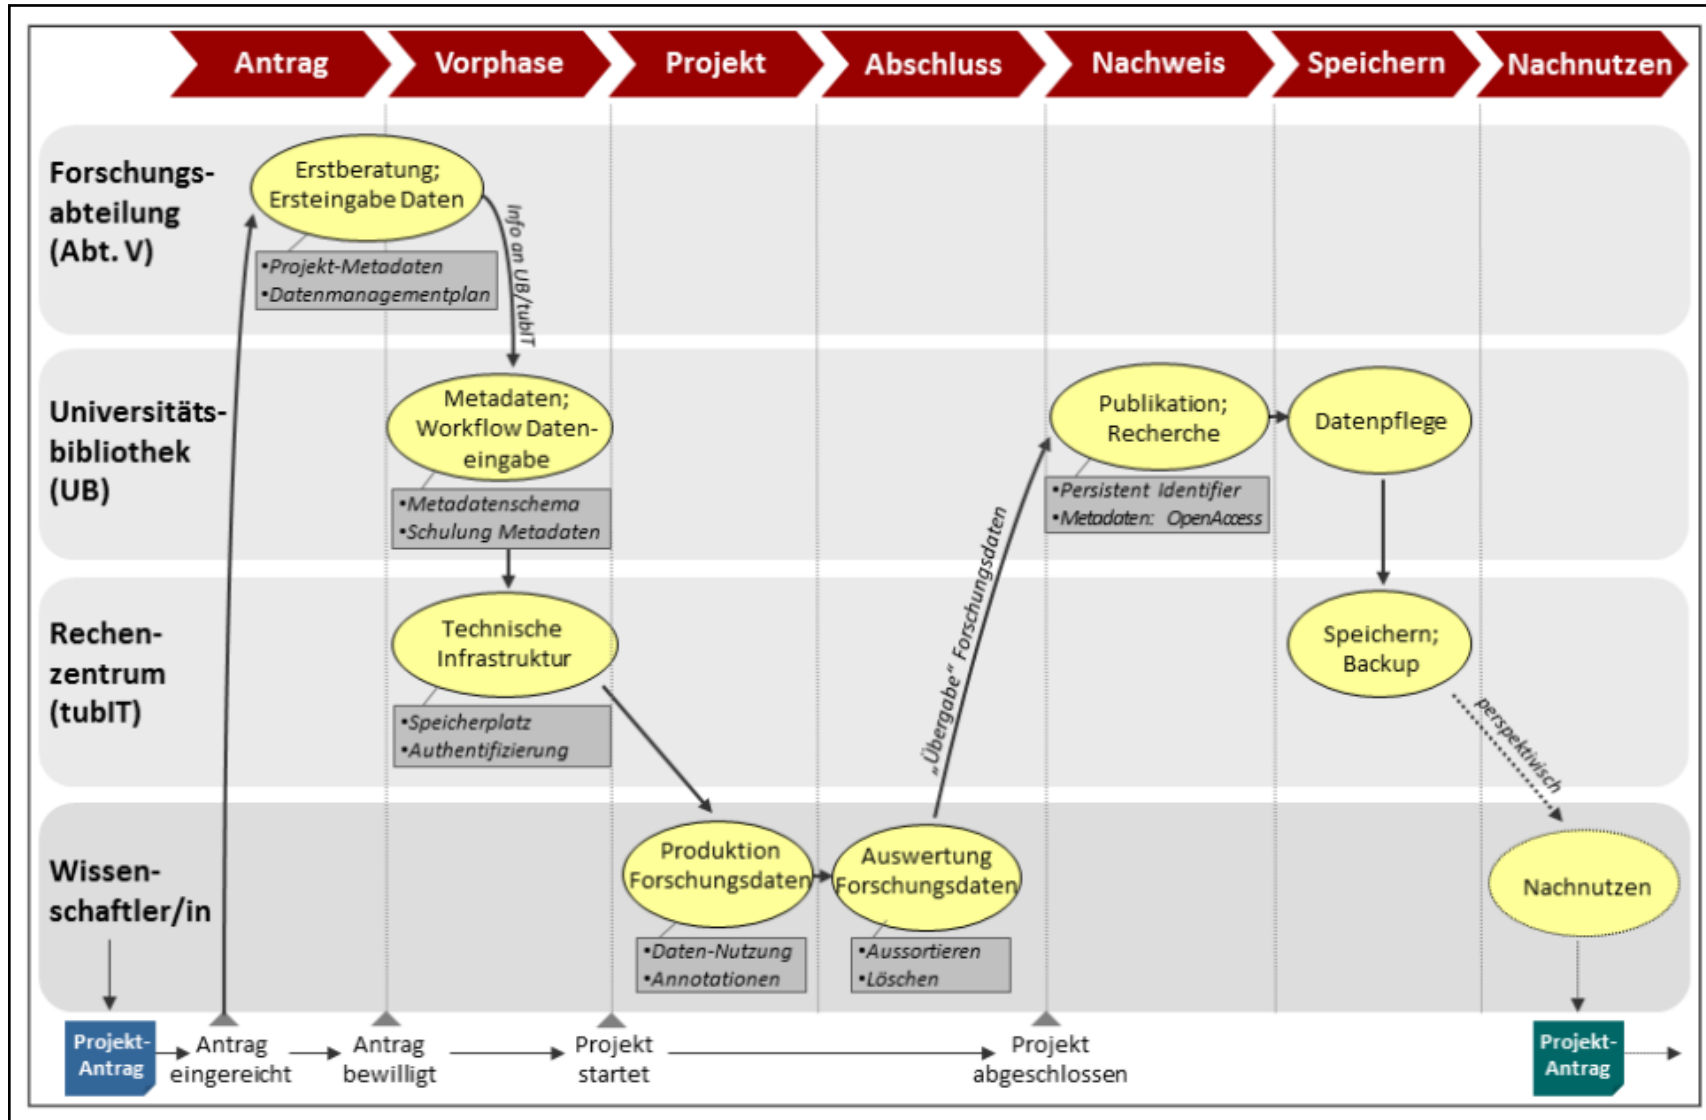 Antrag
Vorphase
Projekt
Abschluss
Nachweis
Speichern
Nachnutzen
Forschungs-
abteilung
(Abt. V)
Erstberatung;
Ersteingabe Daten
•Projekt-Metadaten
•Datenmanagementplan
Info an UB/tubIT
Universitäts-
bibliothek
(UB)
Metadaten;
Workflow Daten-
eingabe
•Metadatenschema
•Schulung Metadaten
Publikation;
Recherche
•Persistent Identifier
•Metadaten: OpenAccess
Datenpflege
Rechen-
zentrum
(tubIT)
Technische
Infrastruktur
•Speicherplatz
•Authentifizierung
„Übergabe“ Forschungsdaten
Speichern;
Backup
perspektivisch
Wissen-
schaftler/in
Produktion
Forschungsdaten
•Daten-Nutzung
•Annotationen
Auswertung
Forschungsdaten
•Aussortieren
•Löschen
Nachnutzen
Projekt-
Antrag
Antrag
eingereicht
Antrag
bewilligt
Projekt
startet
Projekt
abgeschlossen
Projekt-
Antrag